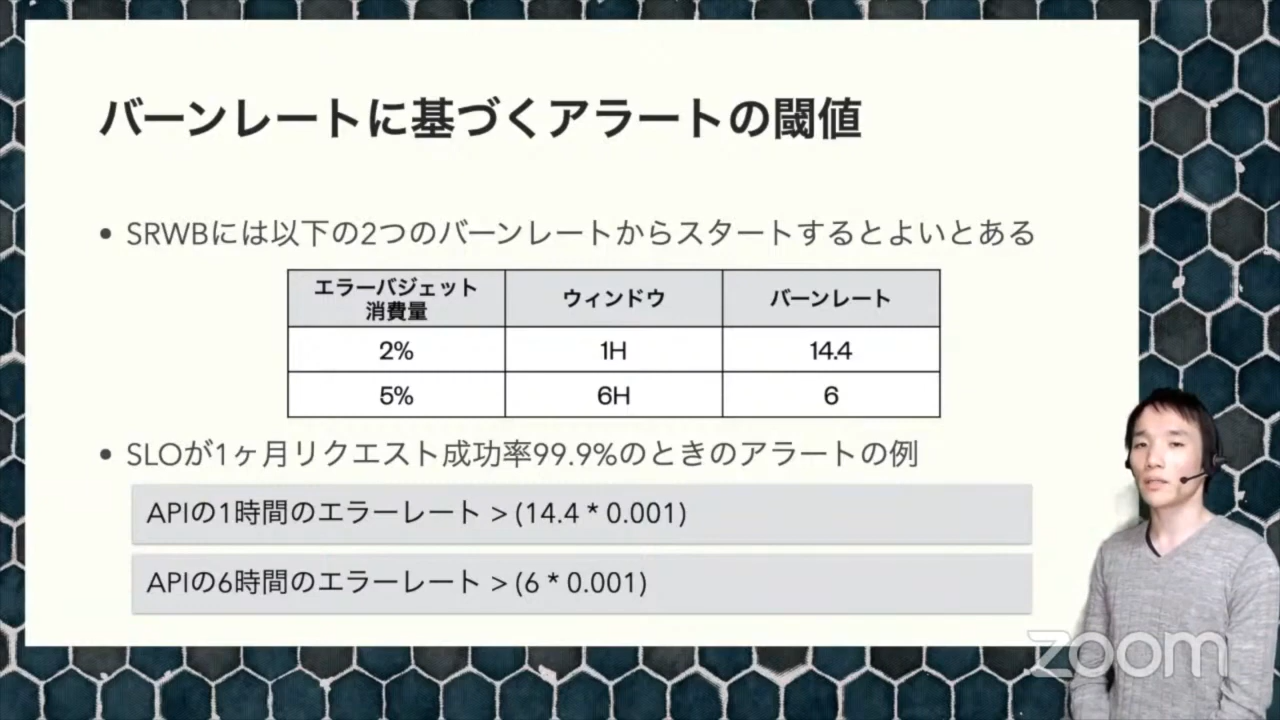 バーンレートに基づくアラートの閾値
• SRWBには以下の2つのバーンレートからスタートするとよいとある
エラーバジェット
消費量
ウィンドウ
バーンレート
2%
1H
14.4
5%
6H
6
• SLOが1ヶ月リクエスト成功率99.9%のときのアラートの例
APIの1時間のエラーレート > (14.4 * 0.001)
APIの6時間のエラーレート > (6 * 0.001)
zoom